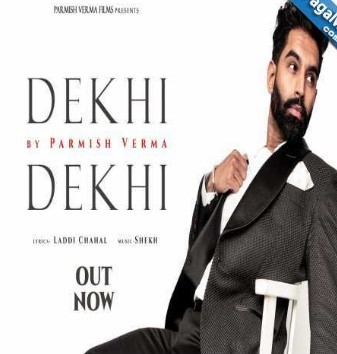 PARMISH VERMA FILMS PRESENTS
DEKHI
BY PARMISH VERMA
DEKHI
LYRICS- LADDI CHAHAL MUSIC SHEKH
OUT
NOW